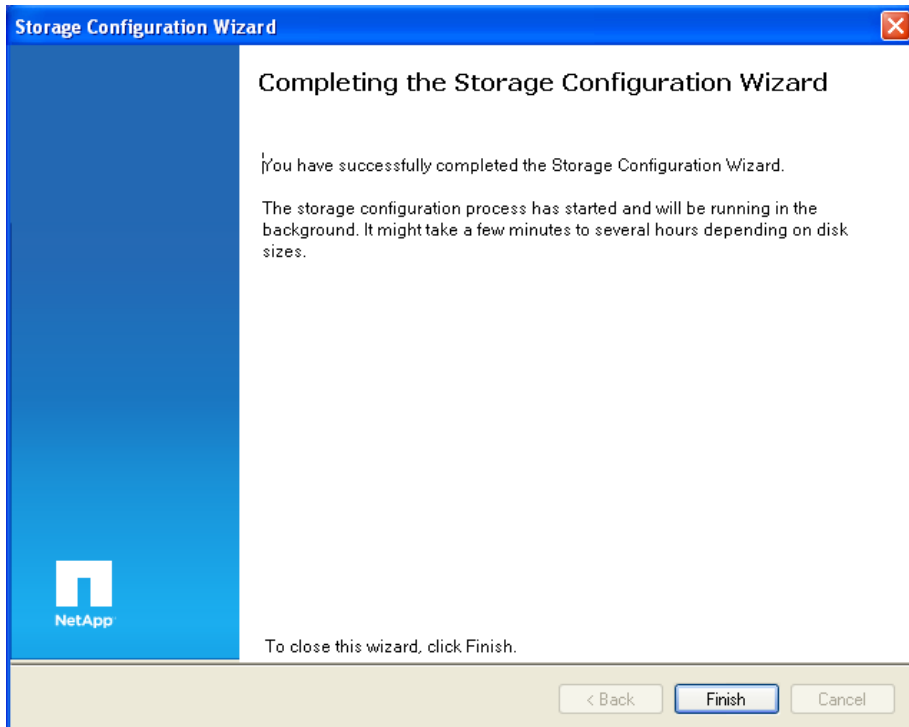 Storage Configuration Wizard
Completing the Storage Configuration Wizard
You have successfully completed the Storage Configuration Wizard.
The storage configuration process has started and will be running in the
background. It might take a few minutes to several hours depending on disk
sizes.
NetApp
To close this wizard, click Finish.
< Back
Finish
Cancel